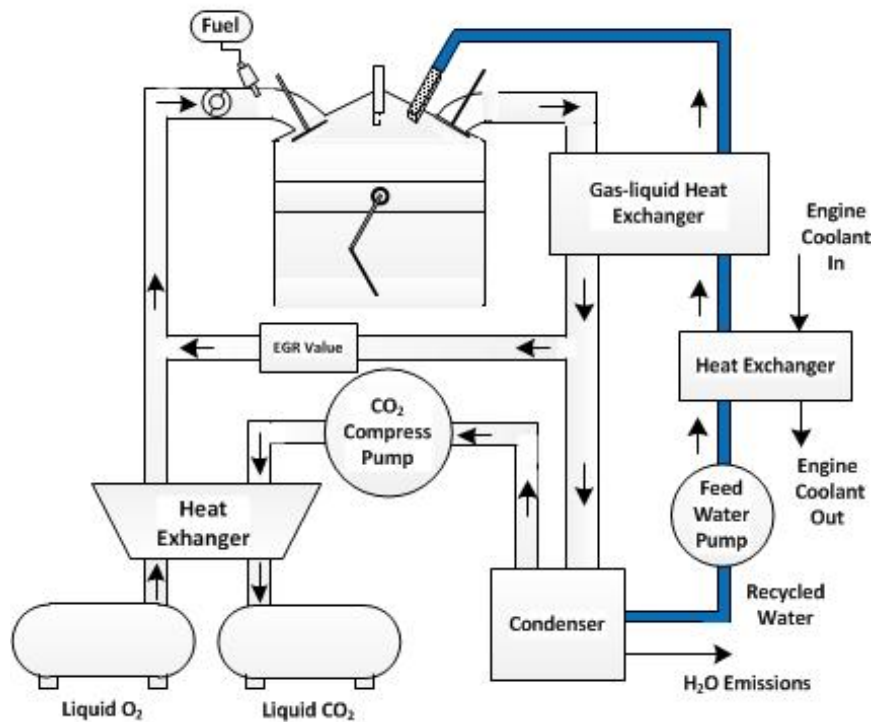 Fuel
Gas-liquid Heat
Exchanger
Engine
Coolant
In
EGR Value
Heat Exchanger
CO₂
Compress
Pump
Engine
Coolant
Out
Feed
Water
Pump
Heat
Exhanger
Recycled
Water
Condenser
H₂O Emissions
Liquid O₂
Liquid CO₂